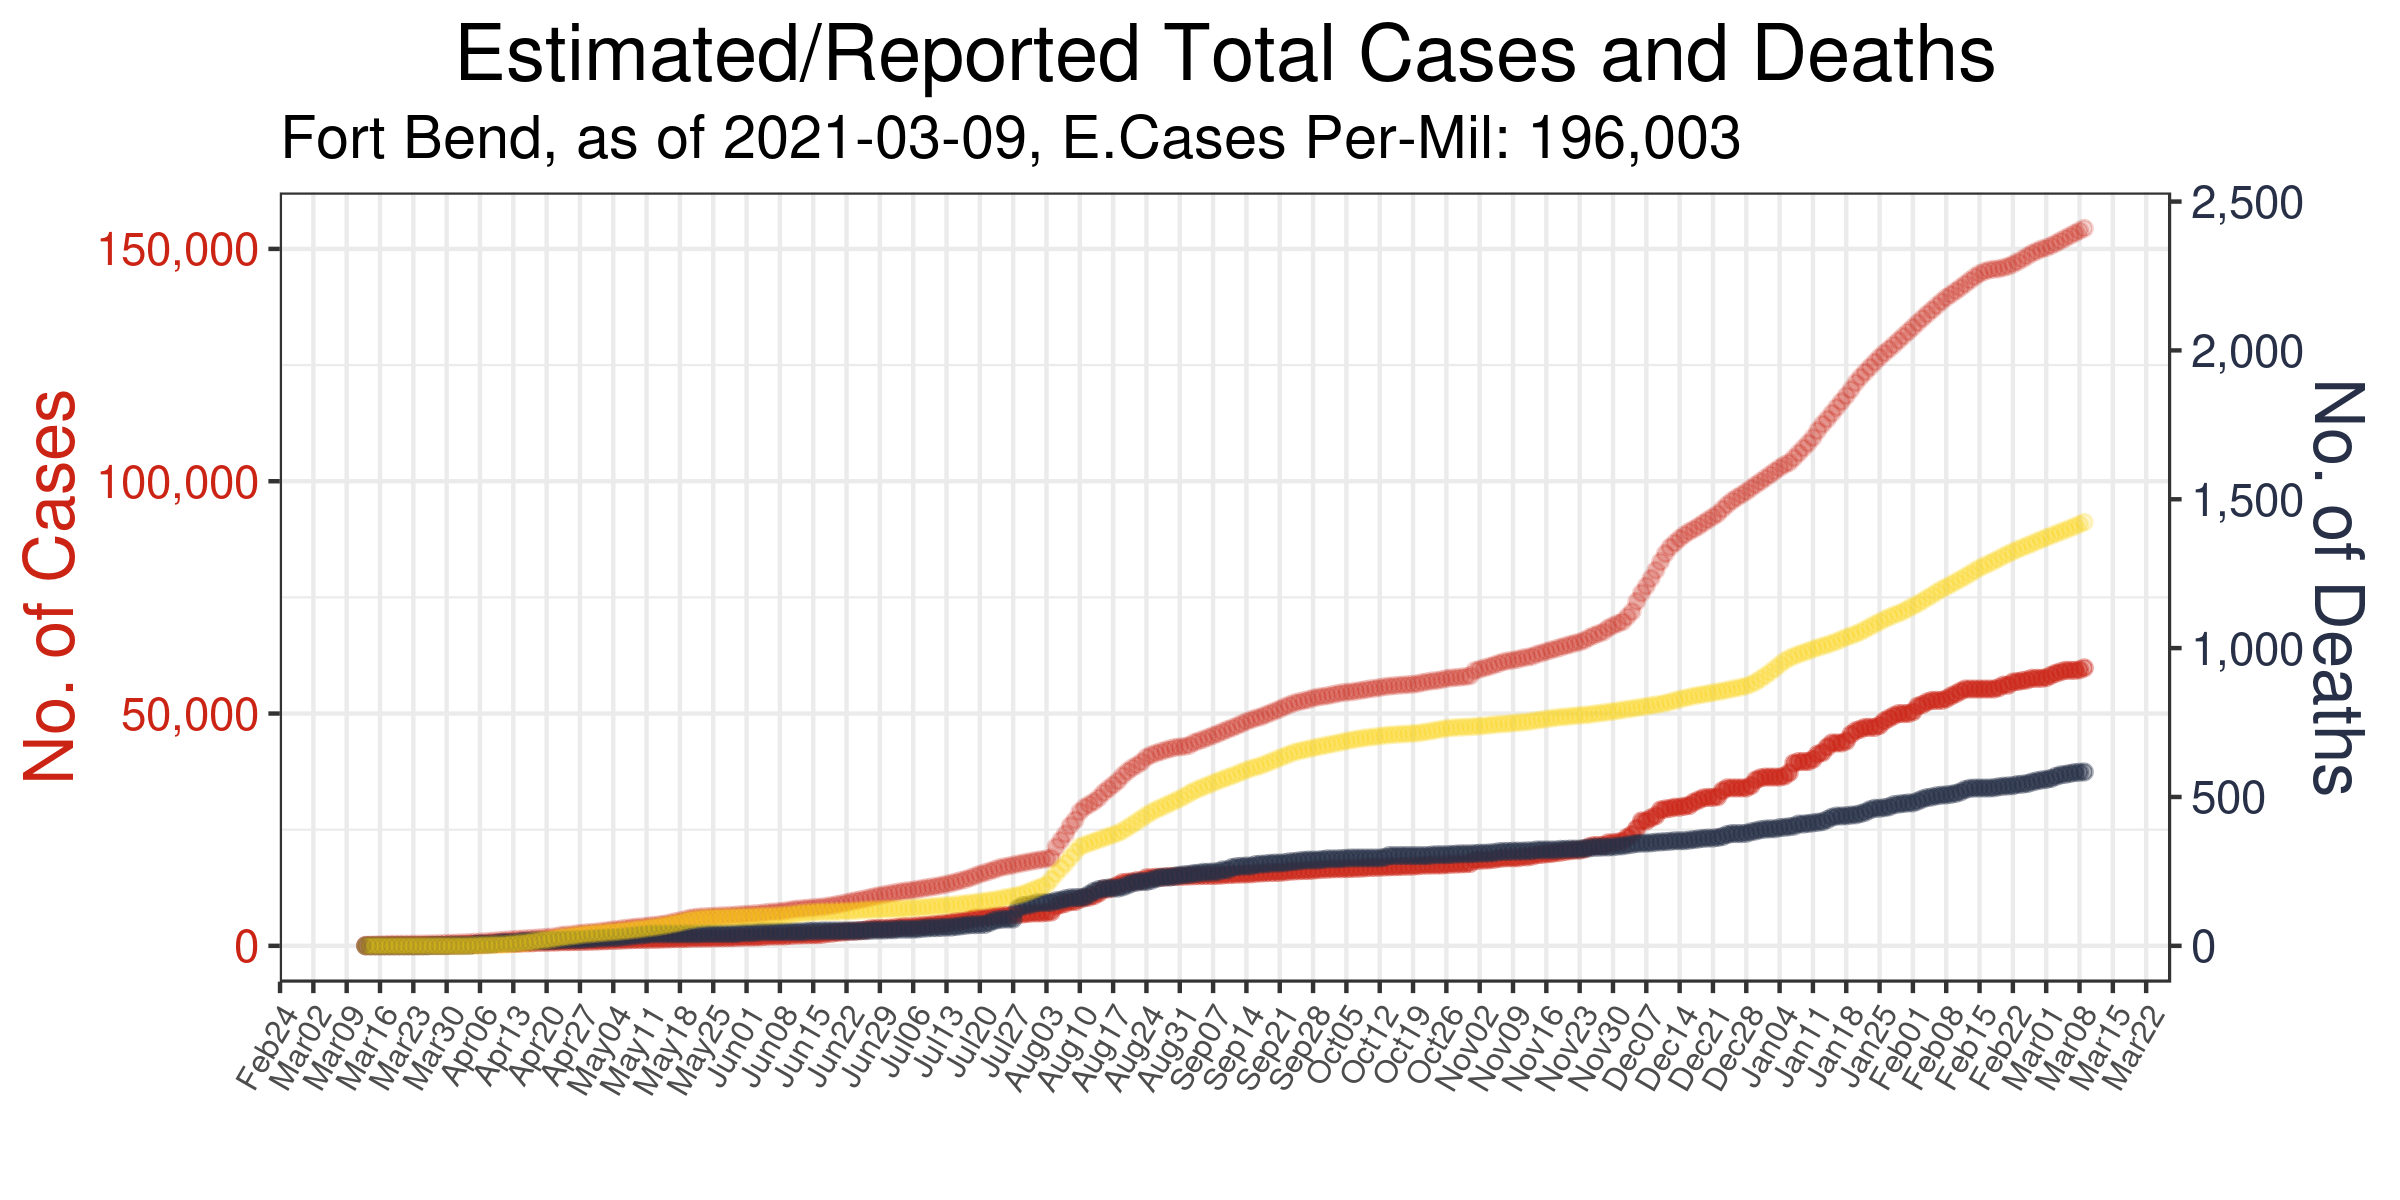 Estimated/Reported Total Cases and Deaths
Fort Bend, as of 2021-03-09, E.Cases Per-Mil: 196,003
No. of Cases
150,000
100,000
50,000
0
2,500
2,000
1,500
1,000
500
0
No. of Deaths
Feb24
Mar02
Mar09
Mar16
Mar23
Mar30
Apr06
Apr13
Apr20
Apr27
May04
May11
May18
May25
Jun01
Jun08
Jun15
Jun22
Jun29
Jul06
Jul13
Jul20
Jul27
Aug03
Aug10
Aug17
Aug24
Aug31
Sep07
Sep14
Sep21
Sep28
Oct05
Oct12
Oct19
Oct26
Nov02
Nov09
Nov16
Nov23
Nov30
Dec07
Dec14
Dec21
Dec28
Jan04
Jan11
Jan18
Jan25
Feb01
Feb08
Feb15
Feb22
Mar01
Mar08
Mar15
Mar22